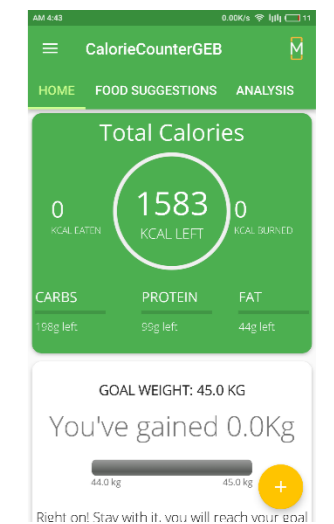 AM 4:43 0.00K/s 11
CalorieCounterGEB M
HOME FOOD SUGGESTIONS ANALYSIS
Total Calories
0 1583 0
KCAL EATEN KCAL LEFT KCAL BURNED
CARBS PROTEIN FAT
198g left 99g left 44g left
GOAL WEIGHT: 45.0 KG
You've gained 0.0Kg
44.0 kg 45.0 kg
+
Right on! Stay with it, you will reach your goal